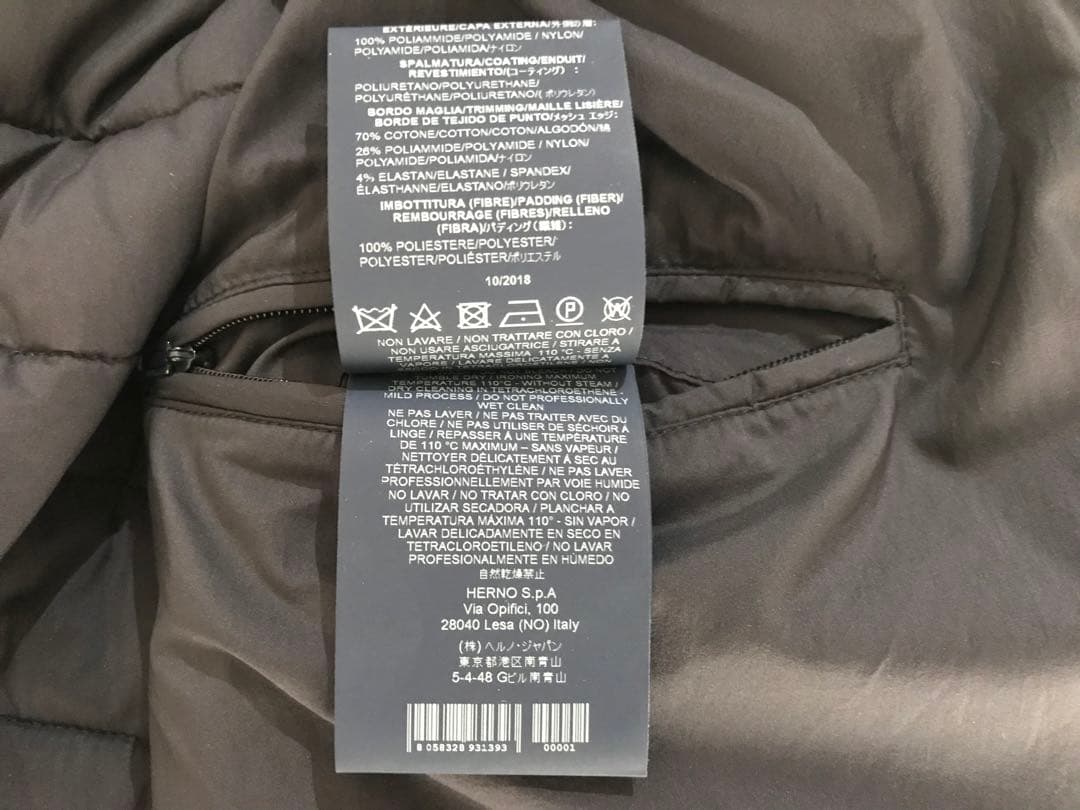 ESTERIEURE/CAPA EXTERNA/外側の層:
100% POLIAMMIDE/POLYAMIDE / NYLON/
POLYAMIDE/POLIAMIDA/ナイロン
SPALMATURA/COATING/ENDUIT/
REVESTIMIENTO/(コーティング) :
POLIURETANO/POLYURETHANE/
POLYURÉTHANE/POLIURETANO/( ポリウレタン)
BORDO MAGLIA/TRIMMING/MAILLE LISIÈRE/
BORDE DE TEJIDO DE PUNTO/メッシュ エッジ:
70% COTONE/COTTON/COTON/ALGODÓN/綿
26% POLIAMMIDE/POLYAMIDE / NYLON/
POLYAMIDE/POLIAMIDA/ナイロン
4% ELASTAN/ELASTANE / SPANDEX/
ÉLASTHANNE/ELASTANO/ポリウレタン
IMBOTTITURA (FIBRE)/PADDING (FIBER)/
REMBOURRAGE (FIBRES)/RELLENO
(FIBRA)/パディング (繊維) :
100% POLIESTERE/POLYESTER/
POLYESTER/POLIÉSTER/ポリエステル
10/2018
P
W
NON LAVARE / NON TRATTARE CON CLORO /
NON USARE ASCIUGATRICE / STIRARE A
TEMPERATURA MASSIMA 110 °C - SENZA
VAPORE / LAVARE DELICATAMENTE A
IRONING MAXIMUM
TEMPERATURE 110°C - WITHOUT STEAM /
DRY CLEANING IN TETRACHLOROETHENE -
MILD PROCESS / DO NOT PROFESSIONALLY
WET CLEAN
NE PAS LAVER / NE PAS TRAITER AVEC DU
CHLORE / NE PAS UTILISER DE SÉCHOIR À
LINGE / REPASSER À UNE TEMPÉRATURE
DE 110 °C MAXIMUM – SANS VAPEUR /
NETTOYER DÉLICATEMENT À SEC AU
TÉTRACHLOROÉTHYLÈNE / NE PAS LAVER
PROFESSIONNELLEMENT PAR VOIE HUMIDE
NO LAVAR / NO TRATAR CON CLORO / NO
UTILIZAR SECADORA / PLANCHAR A
TEMPERATURA MÁXIMA 110° - SIN VAPOR /
LAVAR DELICADAMENTE EN SECO EN
TETRACLOROETILENO / NO LAVAR
PROFESIONALMENTE EN HÚMEDO
自然乾燥禁止
HERNO S.p.A
Via Opifici, 100
28040 Lesa (NO) Italy
(株) ヘルノ・ジャパン
東京都港区南青山
5-4-48 Gビル南青山
8 058328 931393
00001